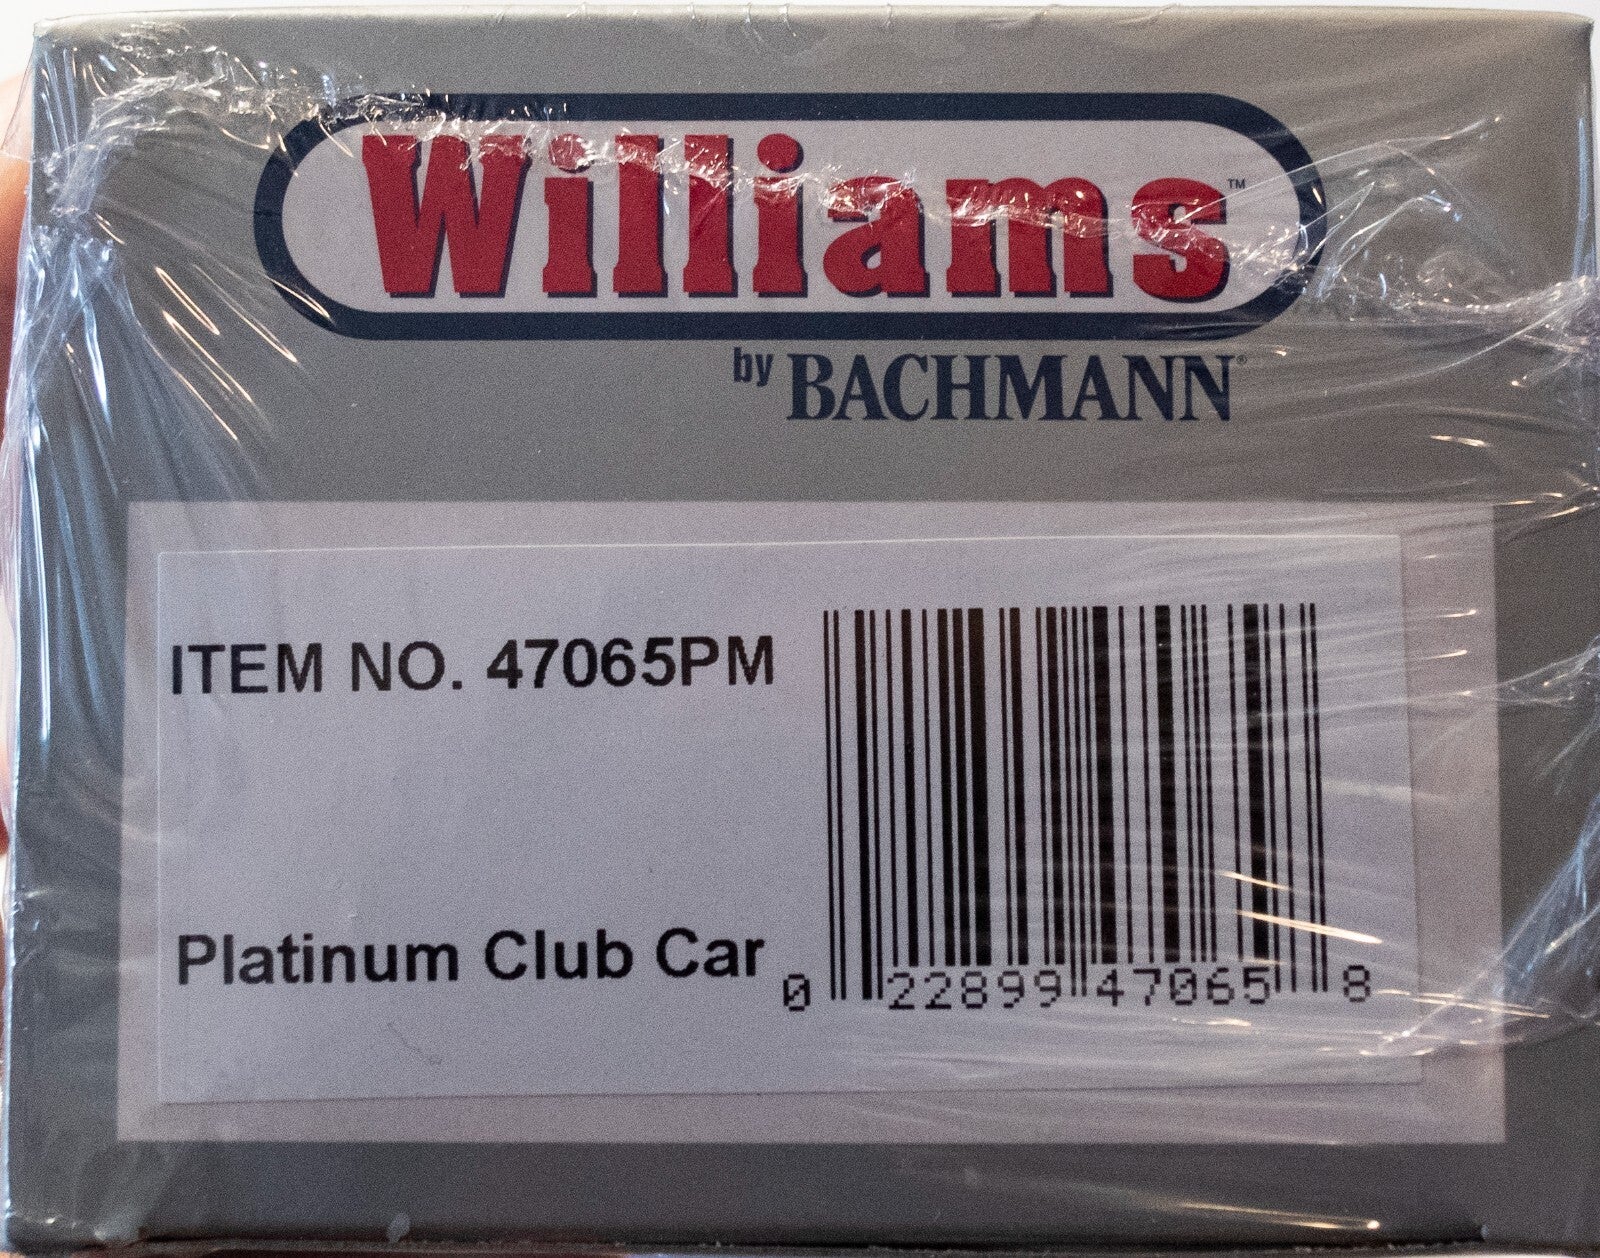 Williams™
by BACHMANN®
ITEM NO. 47065PM
Platinum Club Car
0 22899 47065 8